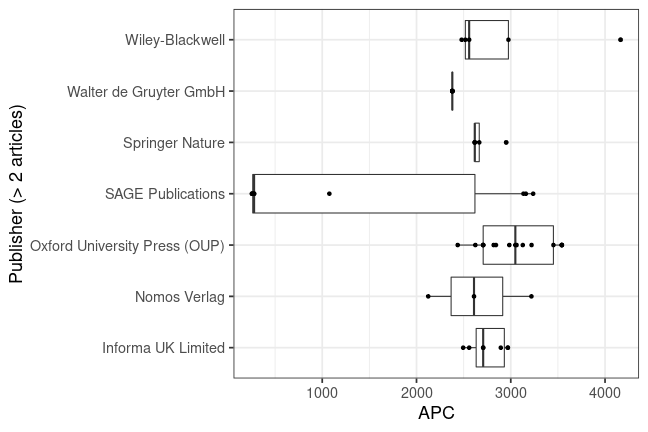 Publisher (> 2 articles)
Wiley-Blackwell
Walter de Gruyter GmbH
Springer Nature
SAGE Publications
Oxford University Press (OUP)
Nomos Verlag
Informa UK Limited
1000 2000 3000 4000
APC